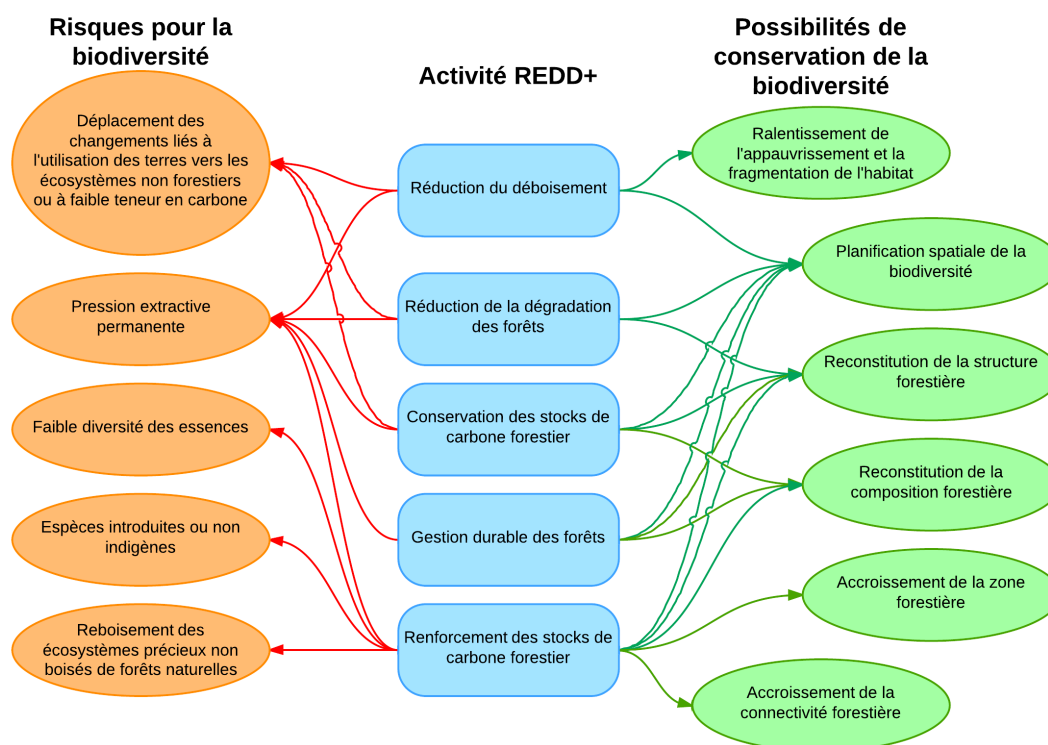 Risques pour la
biodiversité
Déplacement des
changements liés à
l'utilisation des terres vers les
écosystèmes non forestiers
ou à faible teneur en carbone
Pression extractive
permanente
Faible diversité des essences
Espèces introduites ou non
indigènes
Reboisement des
écosystèmes précieux non
boisés de forêts naturelles
Activité REDD+
Réduction du déboisement
Réduction de la dégradation
des forêts
Conservation des stocks de
carbone forestier
Gestion durable des forêts
Renforcement des stocks de
carbone forestier
Possibilités de
conservation de la
biodiversité
Ralentissement de
l'appauvrissement et la
fragmentation de l'habitat
Planification spatiale de la
biodiversité
Reconstitution de la structure
forestière
Reconstitution de la
composition forestière
Accroissement de la zone
forestière
Accroissement de la
connectivité forestière